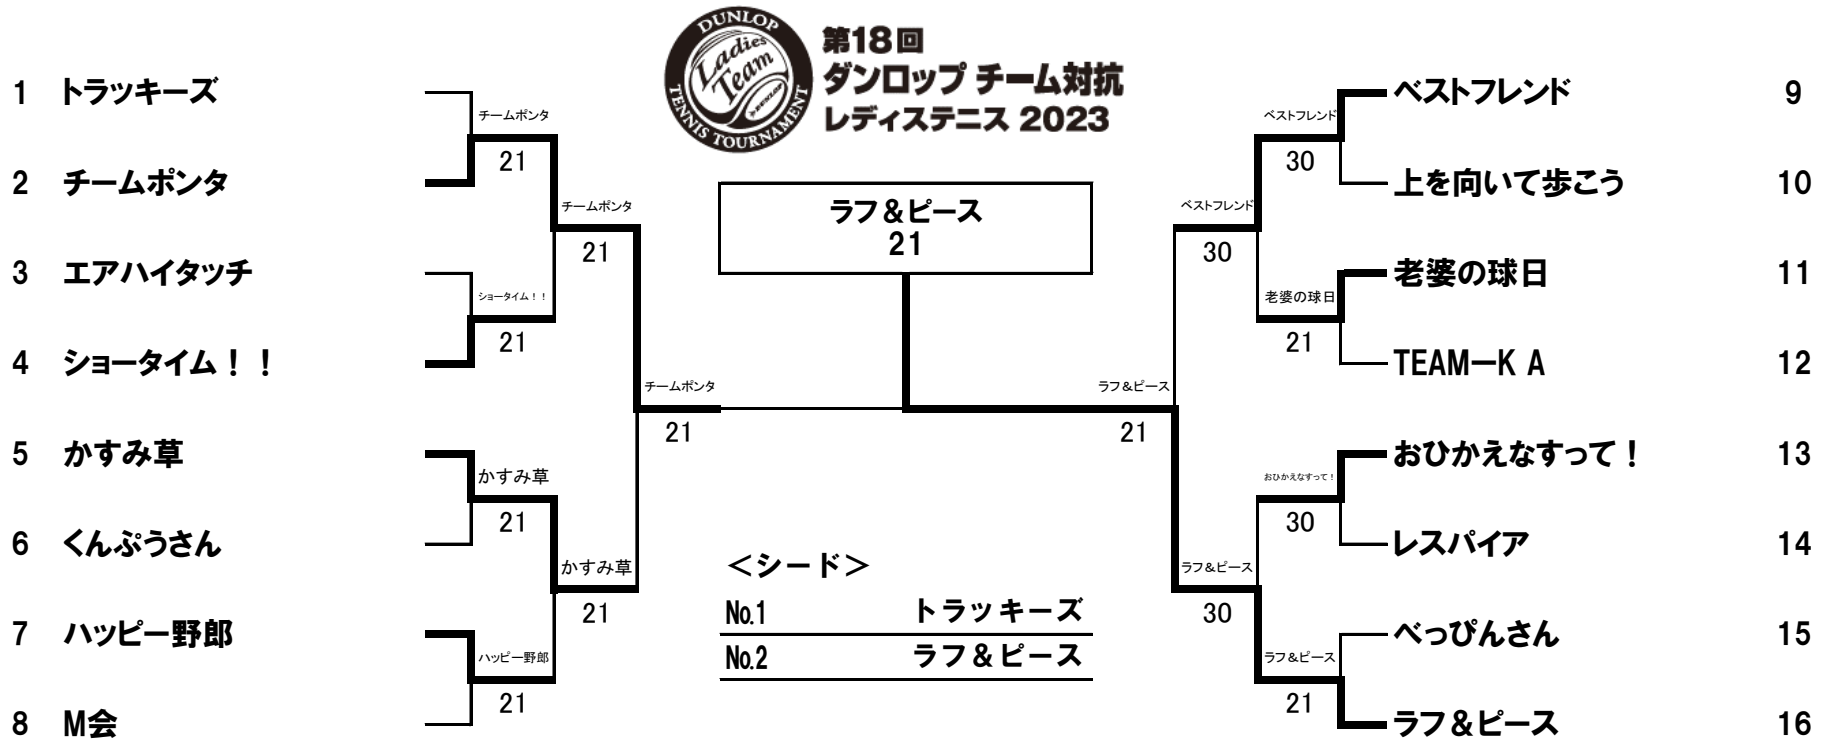 DUNLOP
Ladies
Team
DUNLOP
TENNIS TOURNAMENT
第18回
ダンロップ チーム対抗
レディステニス 2023
1 トラッキーズ
2 チームポンタ
3 エアハイタッチ
4 ショータイム！！
5 かすみ草
6 くんぷうさん
7 ハッピー野郎
8 M会
チームポンタ
21
ショータイム！！
21
かすみ草
21
ハッピー野郎
21
チームポンタ
21
かすみ草
21
チームポンタ
21
ラフ＆ピース
21
＜シード＞
№1 トラッキーズ
№2 ラフ＆ピース
ラフ＆ピース
21
ベストフレンド
30
ラフ＆ピース
30
ベストフレンド
30
老婆の球日
21
おひかえなすって！
30
ラフ＆ピース
21
ベストフレンド 9
上を向いて歩こう 10
老婆の球日 11
TEAMーK A 12
おひかえなすって！ 13
レスパイア 14
べっぴんさん 15
ラフ＆ピース 16